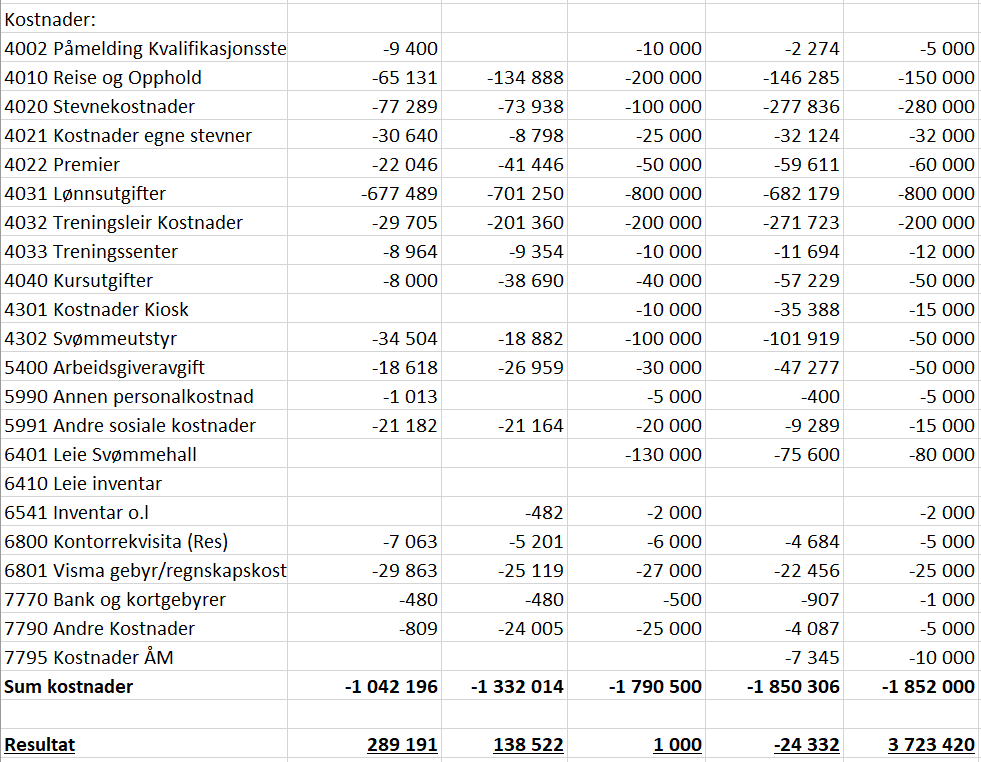 Kostnader:
4002 Påmelding Kvalifikasjonsste -9 400 -10 000 -2 274 -5 000
4010 Reise og Opphold -65 131 -134 888 -200 000 -146 285 -150 000
4020 Stevnekostnader -77 289 -73 938 -100 000 -277 836 -280 000
4021 Kostnader egne stevner -30 640 -8 798 -25 000 -32 124 -32 000
4022 Premier -22 046 -41 446 -50 000 -59 611 -60 000
4031 Lønnsutgifter -677 489 -701 250 -800 000 -682 179 -800 000
4032 Treningsleir Kostnader -29 705 -201 360 -200 000 -271 723 -200 000
4033 Treningssenter -8 964 -9 354 -10 000 -11 694 -12 000
4040 Kursutgifter -8 000 -38 690 -40 000 -57 229 -50 000
4301 Kostnader Kiosk -10 000 -35 388 -15 000
4302 Svømmeutstyr -34 504 -18 882 -100 000 -101 919 -50 000
5400 Arbeidsgiveravgift -18 618 -26 959 -30 000 -47 277 -50 000
5990 Annen personalkostnad -1 013 -5 000 -400 -5 000
5991 Andre sosiale kostnader -21 182 -21 164 -20 000 -9 289 -15 000
6401 Leie Svømmehall -130 000 -75 600 -80 000
6410 Leie inventar
6541 Inventar o.l -482 -2 000 -2 000
6800 Kontorrekvisita (Res) -7 063 -5 201 -6 000 -4 684 -5 000
6801 Visma gebyr/regnskapskost -29 863 -25 119 -27 000 -22 456 -25 000
7770 Bank og kortgebyrer -480 -480 -500 -907 -1 000
7790 Andre Kostnader -809 -24 005 -25 000 -4 087 -5 000
7795 Kostnader ÅM -7 345 -10 000
Sum kostnader -1 042 196 -1 332 014 -1 790 500 -1 850 306 -1 852 000
Resultat 289 191 138 522 1 000 -24 332 3 723 420